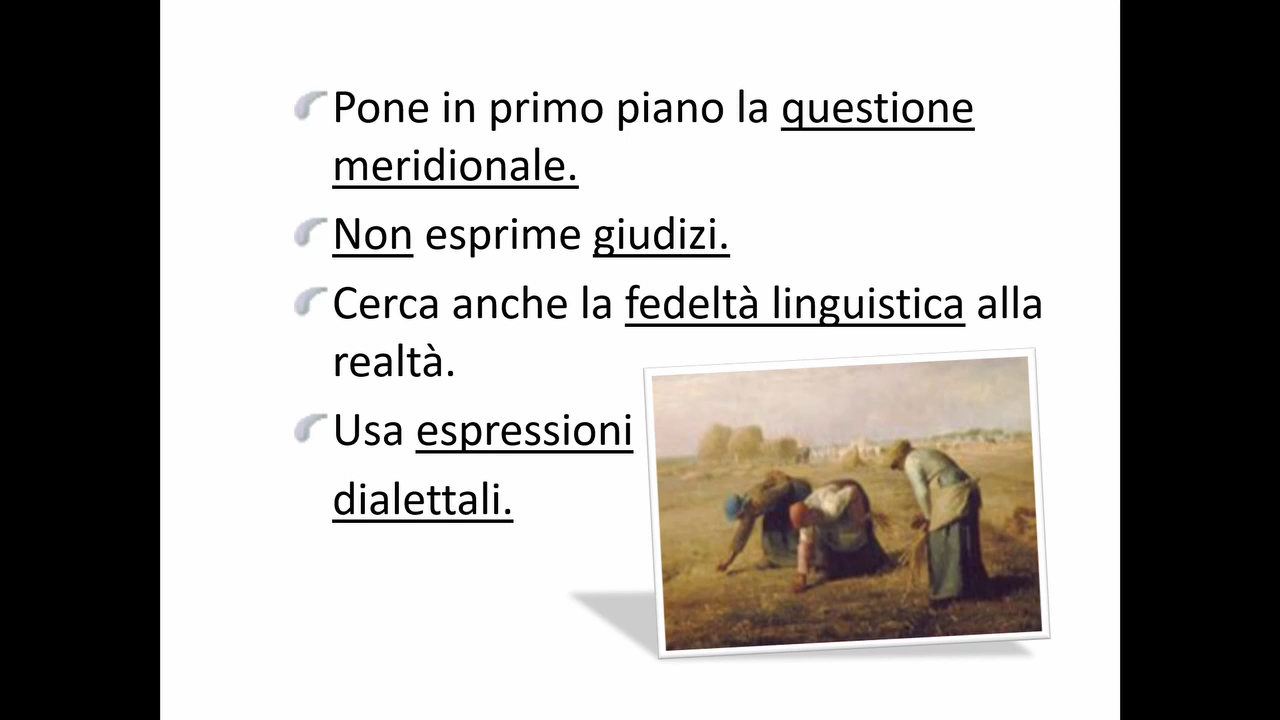 Pone in primo piano la questione
meridionale.
Non esprime giudizi.
Cerca anche la fedeltà linguistica alla
realtà.
Usa espressioni
dialettali.